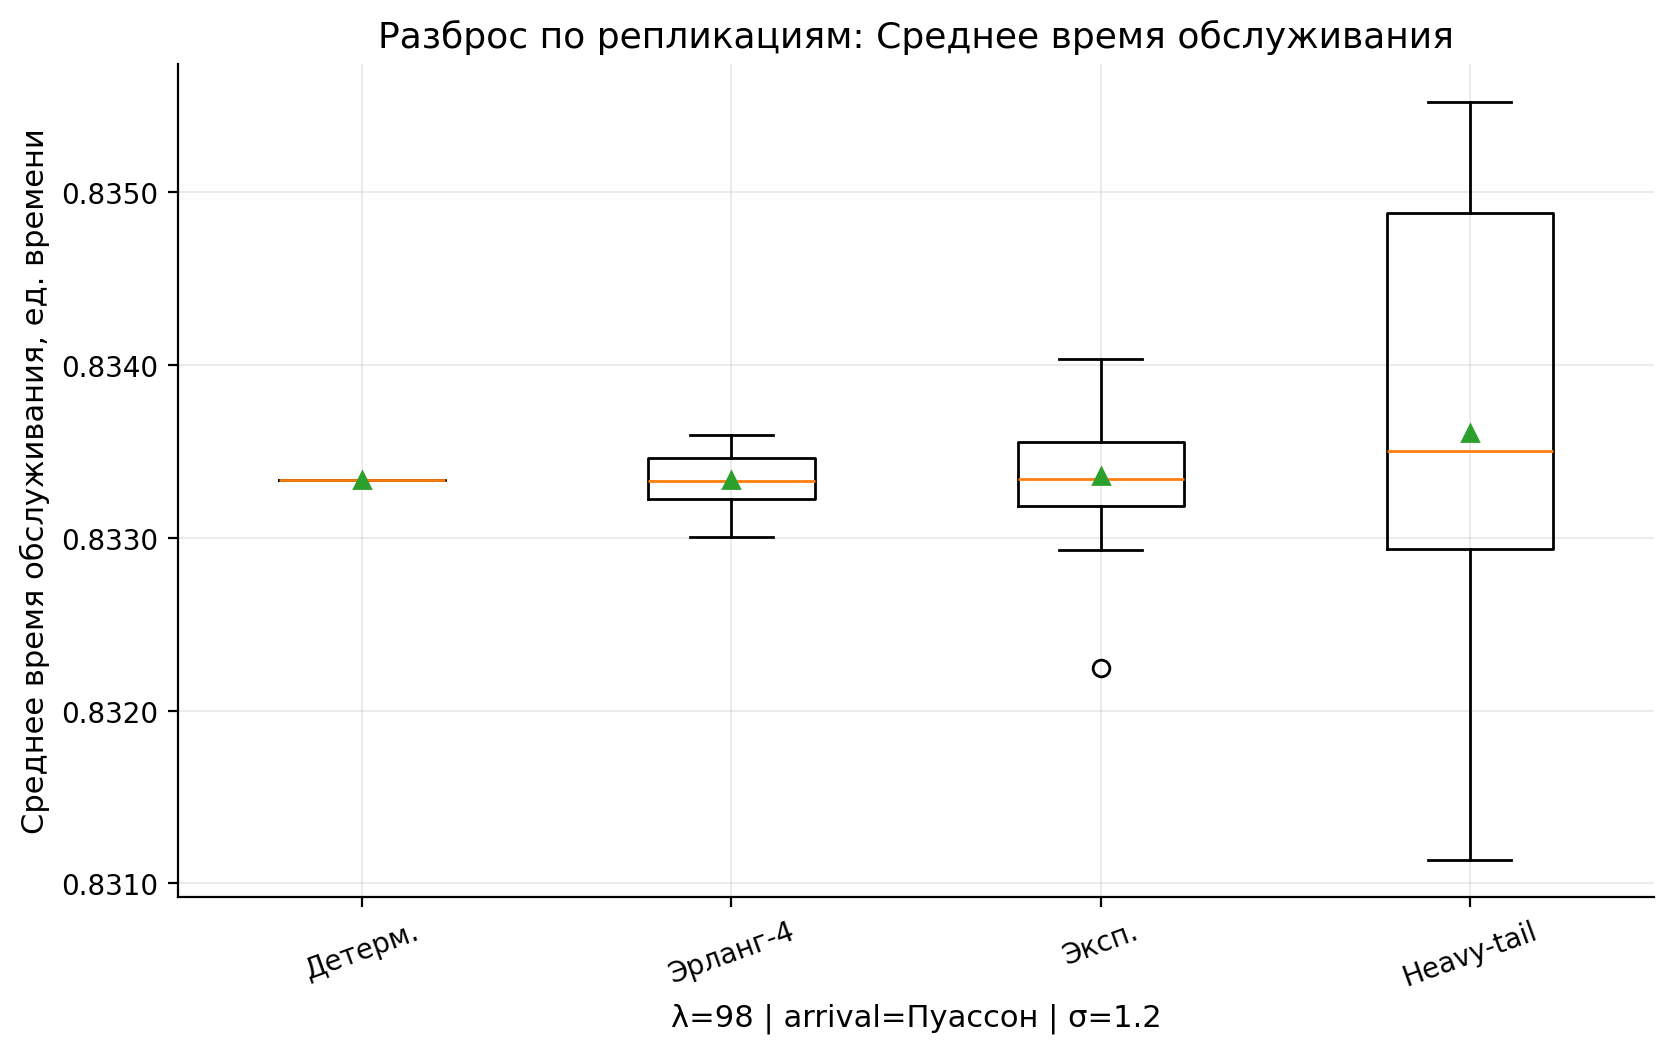 Разброс по репликациям: Среднее время обслуживания
Среднее время обслуживания, ед. времени
0.8350
0.8340
0.8330
0.8320
0.8310
Детерм.
Эрланг-4
Эксп.
Heavy-tail
λ=98 | arrival=Пуассон | σ=1.2